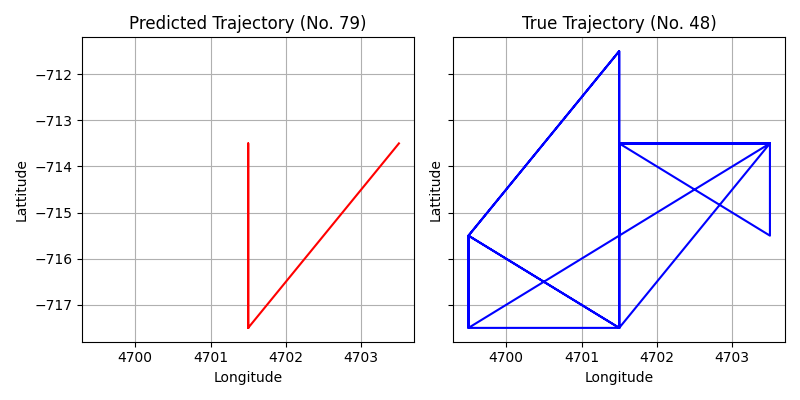 Predicted Trajectory (No. 79)
True Trajectory (No. 48)
−712
−713
−714
−715
−716
−717
Lattitude
Lattitude
4700 4701 4702 4703
4700 4701 4702 4703
Longitude
Longitude